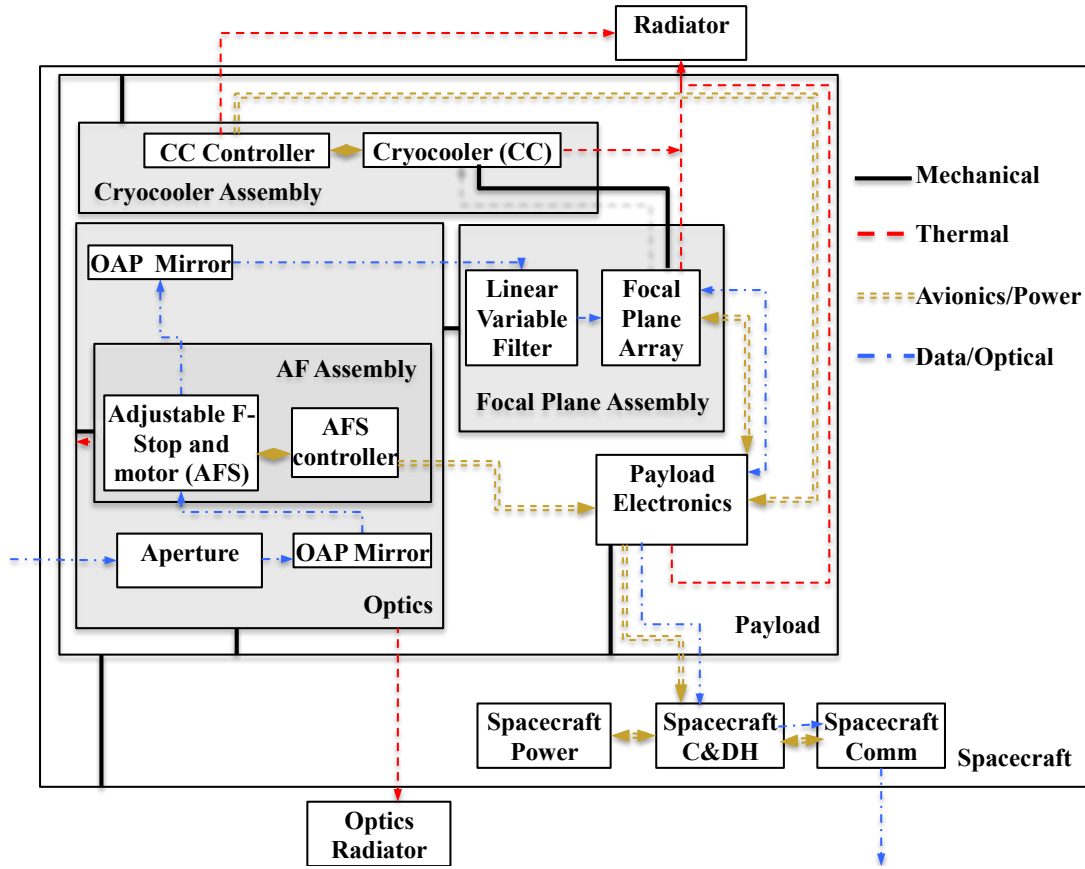 Radiator
CC Controller
Cryocooler (CC)
Cryocooler Assembly
Mechanical
Thermal
Avionics/Power
Data/Optical
OAP Mirror
Linear
Variable
Filter
Focal
Plane
Array
Focal Plane Assembly
AF Assembly
Adjustable F-
Stop and
motor (AFS)
AFS
controller
Payload
Electronics
Aperture
OAP Mirror
Optics
Payload
Spacecraft
Power
Spacecraft
C&DH
Spacecraft
Comm
Spacecraft
Optics
Radiator